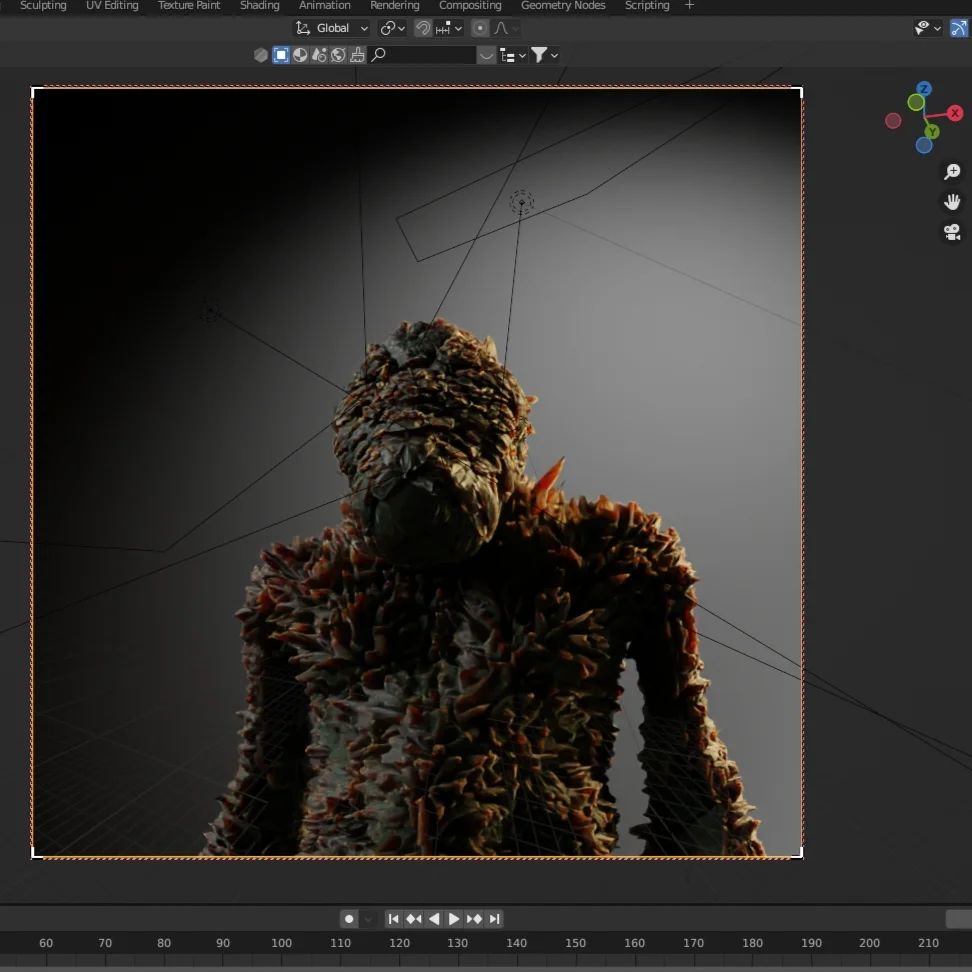 Sculpting UV Editing Texture Paint Shading Animation Rendering Compositing Geometry Nodes Scripting +
Global
Z
X
Y
60 70 80 90 100 110 120 130 140 150 160 170 180 190 200 210